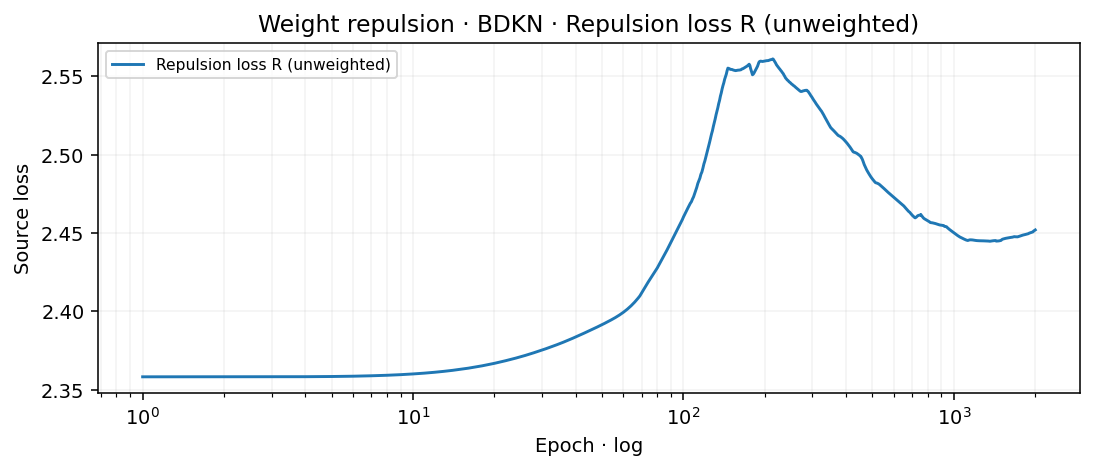 Weight repulsion · BDKN · Repulsion loss R (unweighted)
Repulsion loss R (unweighted)
Source loss
2.55
2.50
2.45
2.40
2.35
10⁰
10¹
10²
10³
Epoch · log